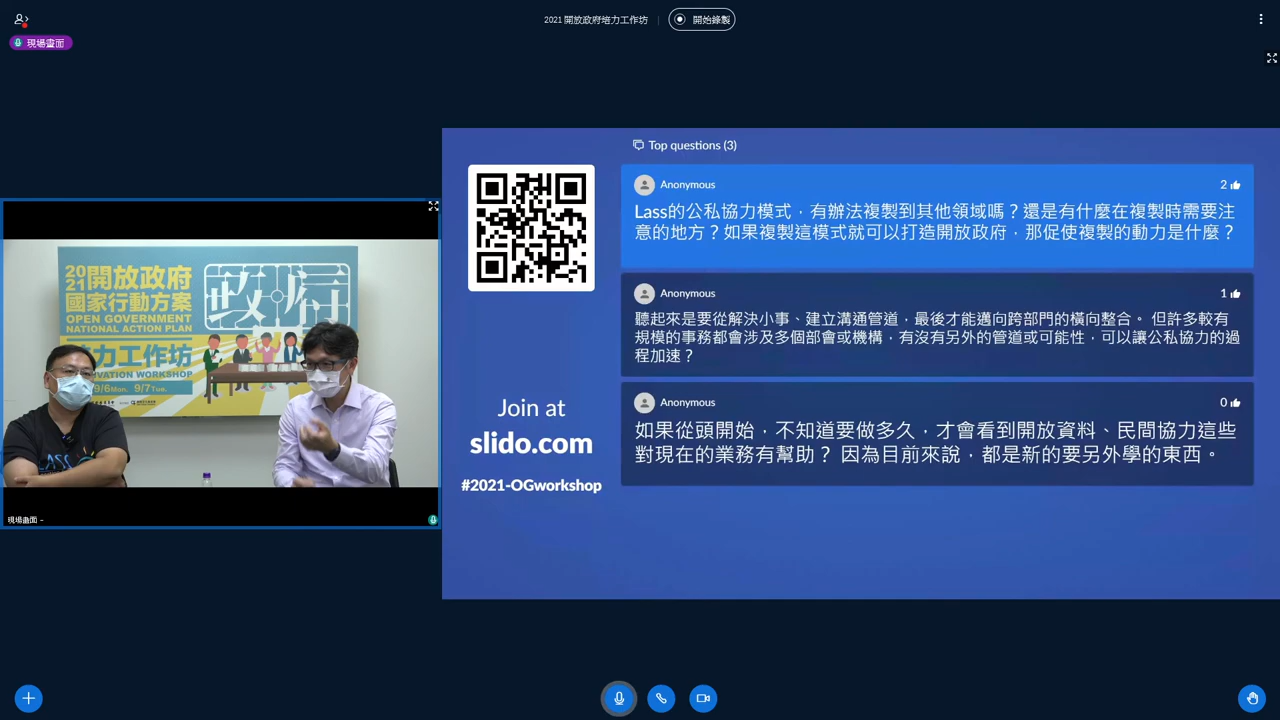 2021 開放政府培力工作坊
開始錄製
現場畫面
Top questions (3)
Anonymous
2
Lass的公私協力模式，有辦法複製到其他領域嗎？還是有什麼在複製時需要注
意的地方？如果複製這模式就可以打造開放政府，那促使複製的動力是什麼？
Anonymous
1
聽起來是要從解決小事、建立溝通管道，最後才能邁向跨部門的橫向整合。 但許多較有
規模的事務都會涉及多個部會或機構，有沒有另外的管道或可能性，可以讓公私協力的過
程加速？
Anonymous
0
如果從頭開始，不知道要做多久，才會看到開放資料、民間協力這些
對現在的業務有幫助？ 因為目前來說，都是新的要另外學的東西。
Join at
slido.com
#2021-OGworkshop
2021開放政府
國家行動方案
OPEN GOVERNMENT
NATIONAL ACTION PLAN
力工作坊
VATION WORKSHOP
9/6Mon. 9/7Tue.
政府
現場畫面